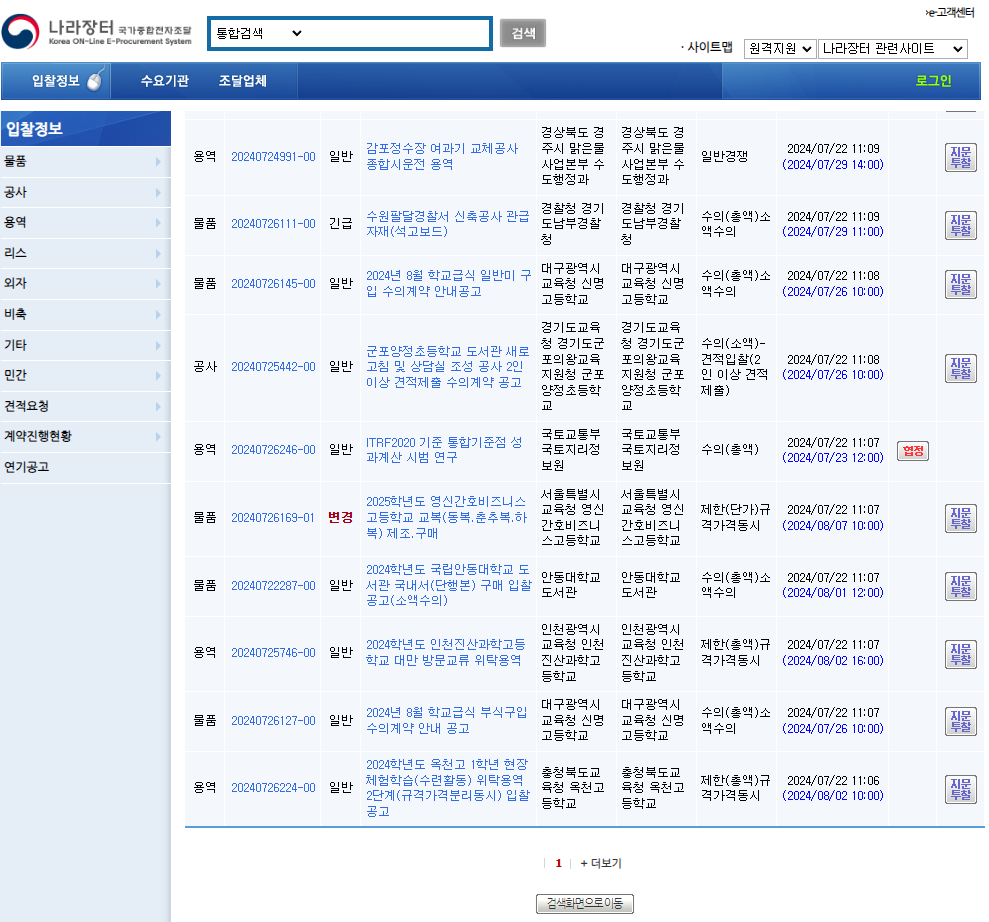 ›e-고객센터
나라장터 국가종합전자조달
Korea ON-Line E-Procurement System
통합검색
검색
· 사이트맵
원격지원
나라장터 관련사이트
입찰정보
수요기관
조달업체
로그인
입찰정보
물품
공사
용역
리스
외자
비축
기타
민간
견적요청
계약진행현황
연기공고
용역 20240724991-00 일반
감포정수장 여과기 교체공사
종합시운전 용역
경상북도 경
주시 맑은물
사업본부 수
도행정과
경상북도 경
주시 맑은물
사업본부 수
도행정과
일반경쟁
2024/07/22 11:09
(2024/07/29 14:00)
지문
투찰
물품 20240726111-00 긴급
수원팔달경찰서 신축공사 관급
자재(석고보드)
경찰청 경기
도남부경찰
청
경찰청 경기
도남부경찰
청
수의(총액)소
액수의
2024/07/22 11:09
(2024/07/29 11:00)
지문
투찰
물품 20240726145-00 일반
2024년 8월 학교급식 일반미 구
입 수의계약 안내공고
대구광역시
교육청 신명
고등학교
대구광역시
교육청 신명
고등학교
수의(총액)소
액수의
2024/07/22 11:08
(2024/07/26 10:00)
지문
투찰
공사 20240725442-00 일반
군포양정초등학교 도서관 새로
고침 및 상담실 조성 공사 2인
이상 견적제출 수의계약 공고
경기도교육
청 경기도군
포의왕교육
지원청 군포
양정초등학
교
경기도교육
청 경기도군
포의왕교육
지원청 군포
양정초등학
교
수의(소액)-
견적입찰(2
인 이상 견적
제출)
2024/07/22 11:08
(2024/07/26 10:00)
지문
투찰
용역 20240726246-00 일반
ITRF2020 기준 통합기준점 성
과계산 시범 연구
국토교통부
국토지리정
보원
국토교통부
국토지리정
보원
수의(총액)
2024/07/22 11:07
(2024/07/23 12:00)
협정
물품 20240726169-01 변경
2025학년도 영신간호비즈니스
고등학교 교복(동복.춘추복.하
복) 제조.구매
서울특별시
교육청 영신
간호비즈니
스고등학교
서울특별시
교육청 영신
간호비즈니
스고등학교
제한(단가)규
격가격동시
2024/07/22 11:07
(2024/08/07 10:00)
지문
투찰
물품 20240722287-00 일반
2024학년도 국립안동대학교 도
서관 국내서(단행본) 구매 입찰
공고(소액수의)
안동대학교
도서관
안동대학교
도서관
수의(총액)소
액수의
2024/07/22 11:07
(2024/08/01 12:00)
지문
투찰
용역 20240725746-00 일반
2024학년도 인천진산과학고등
학교 대만 방문교류 위탁용역
인천광역시
교육청 인천
진산과학고
등학교
인천광역시
교육청 인천
진산과학고
등학교
제한(총액)규
격가격동시
2024/07/22 11:07
(2024/08/02 16:00)
지문
투찰
물품 20240726127-00 일반
2024년 8월 학교급식 부식구입
수의계약 안내 공고
대구광역시
교육청 신명
고등학교
대구광역시
교육청 신명
고등학교
수의(총액)소
액수의
2024/07/22 11:07
(2024/07/26 10:00)
지문
투찰
용역 20240726224-00 일반
2024학년도 옥천고 1학년 현장
체험학습(수련활동) 위탁용역
2단계(규격가격분리동시) 입찰
공고
충청북도교
육청 옥천고
등학교
충청북도교
육청 옥천고
등학교
제한(총액)규
격가격동시
2024/07/22 11:06
(2024/08/02 10:00)
지문
투찰
1 + 더보기
검색화면으로이동